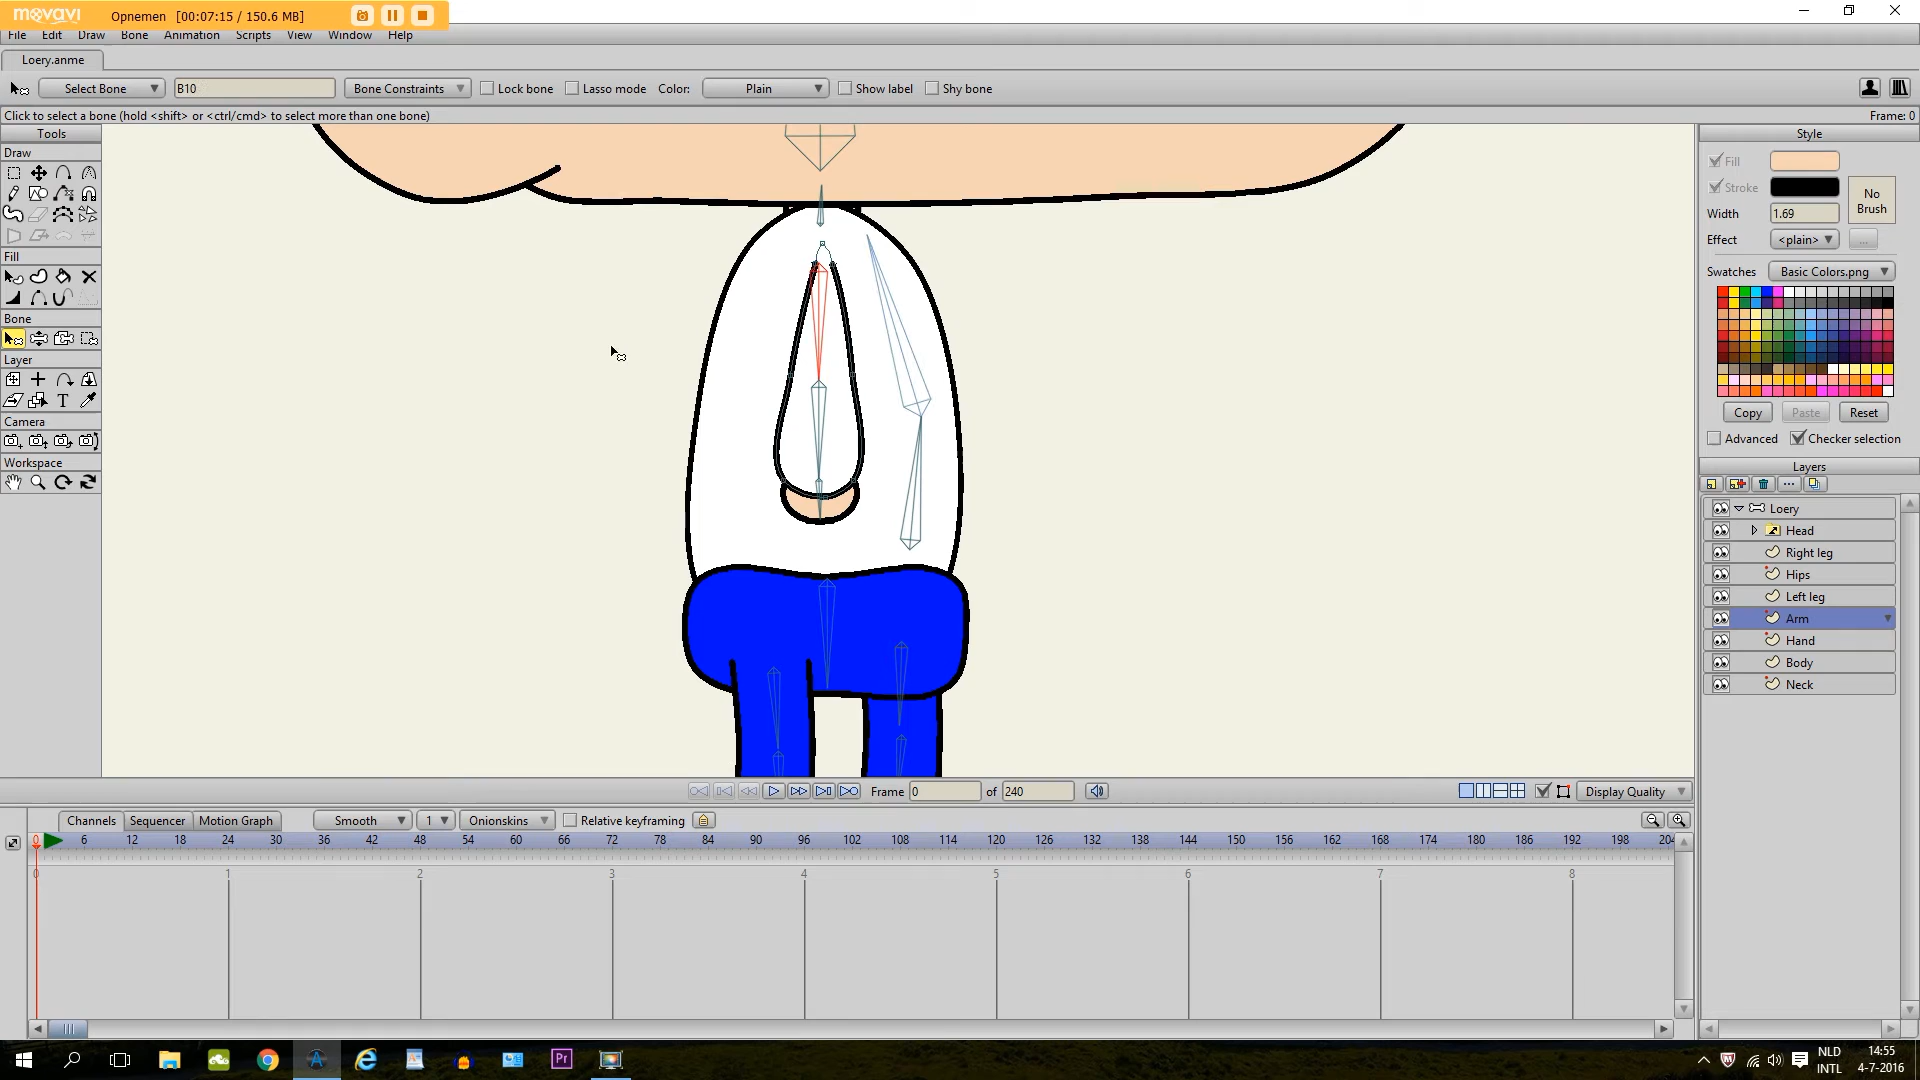 movavi Opnemen [00:07:15 / 150.6 MB]
File Edit Draw Bone Animation Scripts View Window Help
Loery.anme
Select Bone B10 Bone Constraints Lock bone Lasso mode Color: Plain Show label Shy bone
Click to select a bone (hold <shift> or <ctrl/cmd> to select more than one bone) Frame: 0
Tools
Draw
Fill
Bone
Layer
Camera
Workspace
Style
Fill
Stroke
No Brush
Width 1.69
Effect <plain> ...
Swatches Basic Colors.png
Copy Paste Reset
Advanced Checker selection
Layers
Loery
Head
Right leg
Hips
Left leg
Arm
Hand
Body
Neck
Frame 0 of 240 Display Quality
Channels Sequencer Motion Graph Smooth 1 Onionskins Relative keyframing
0 6 12 18 24 30 36 42 48 54 60 66 72 78 84 90 96 102 108 114 120 126 132 138 144 150 156 162 168 174 180 186 192 198 204
0 1 2 3 4 5 6 7 8
Pr
NLD 14:55
INTL 4-7-2016